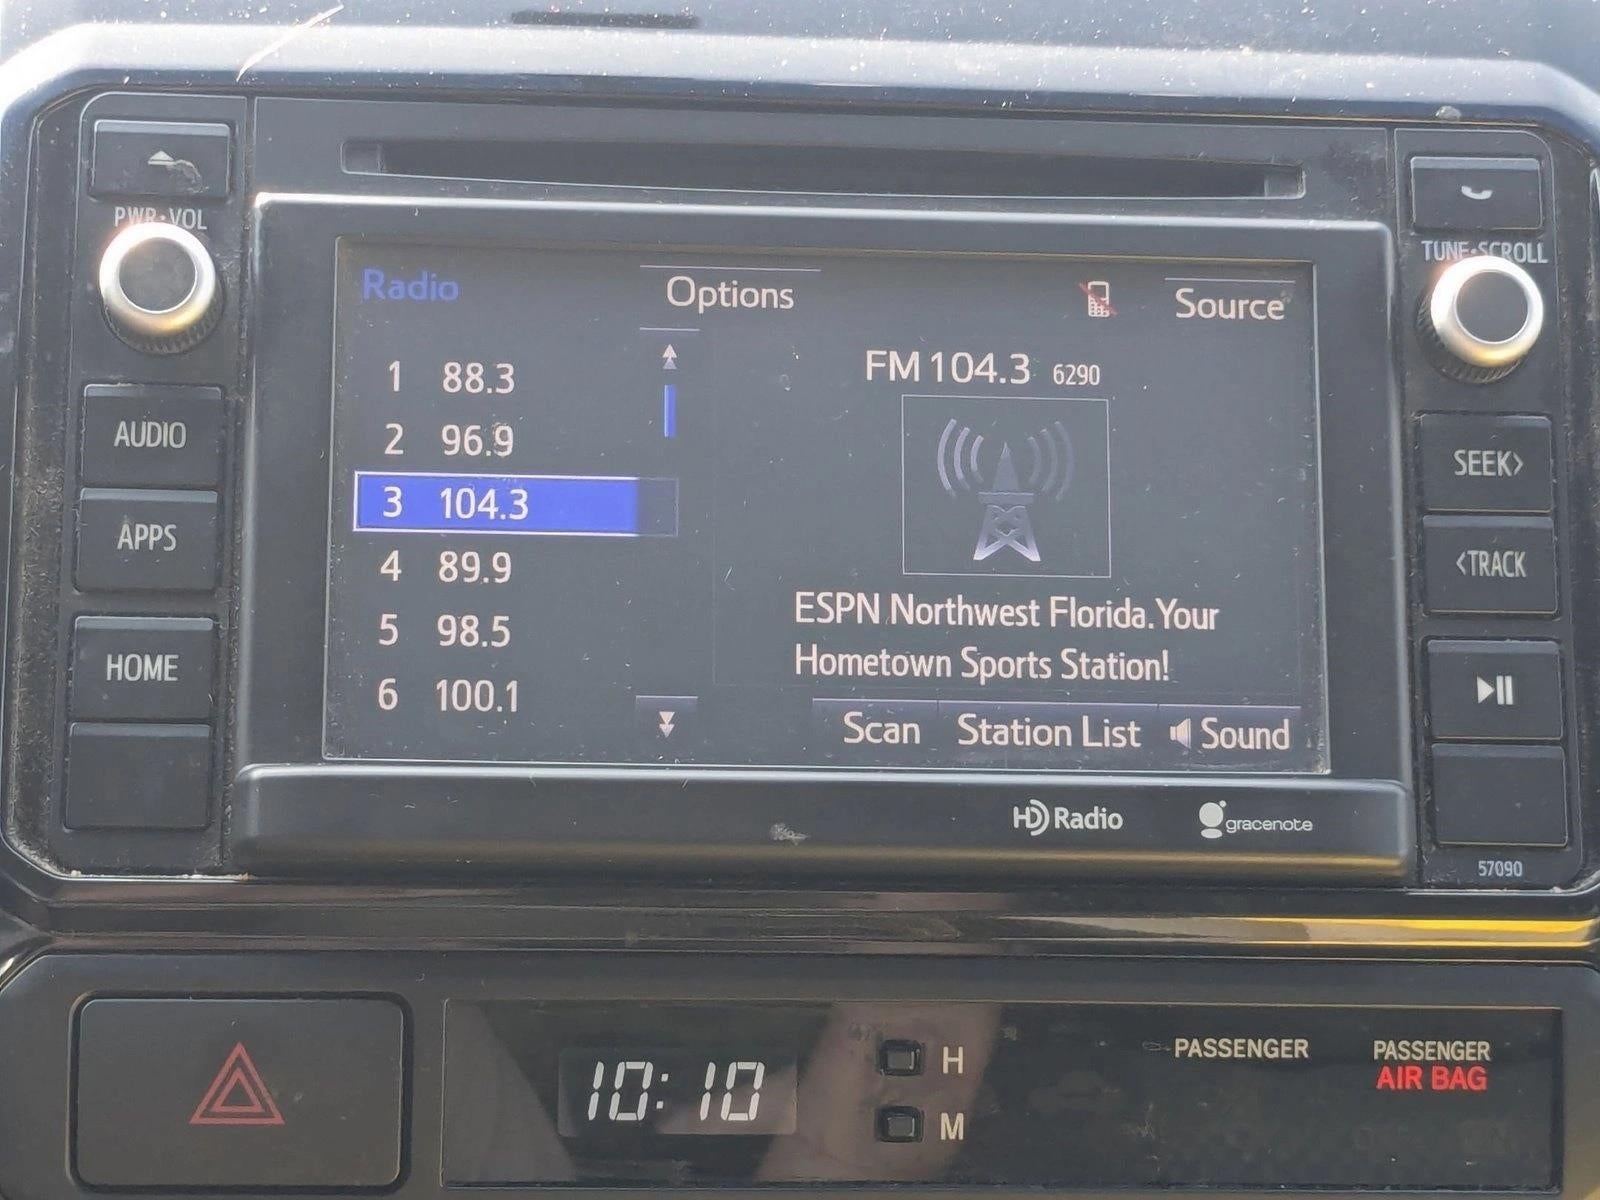 PWR•VOL
TUNE•SCROLL
Radio
Options
Source
1 88.3
2 96.9
3 104.3
4 89.9
5 98.5
6 100.1
FM 104.3 6290
ESPN Northwest Florida. Your
Hometown Sports Station!
Scan
Station List
Sound
AUDIO
APPS
HOME
SEEK>
<TRACK
HD Radio
gracenote
57090
10:10
H
M
PASSENGER
PASSENGER
AIR BAG